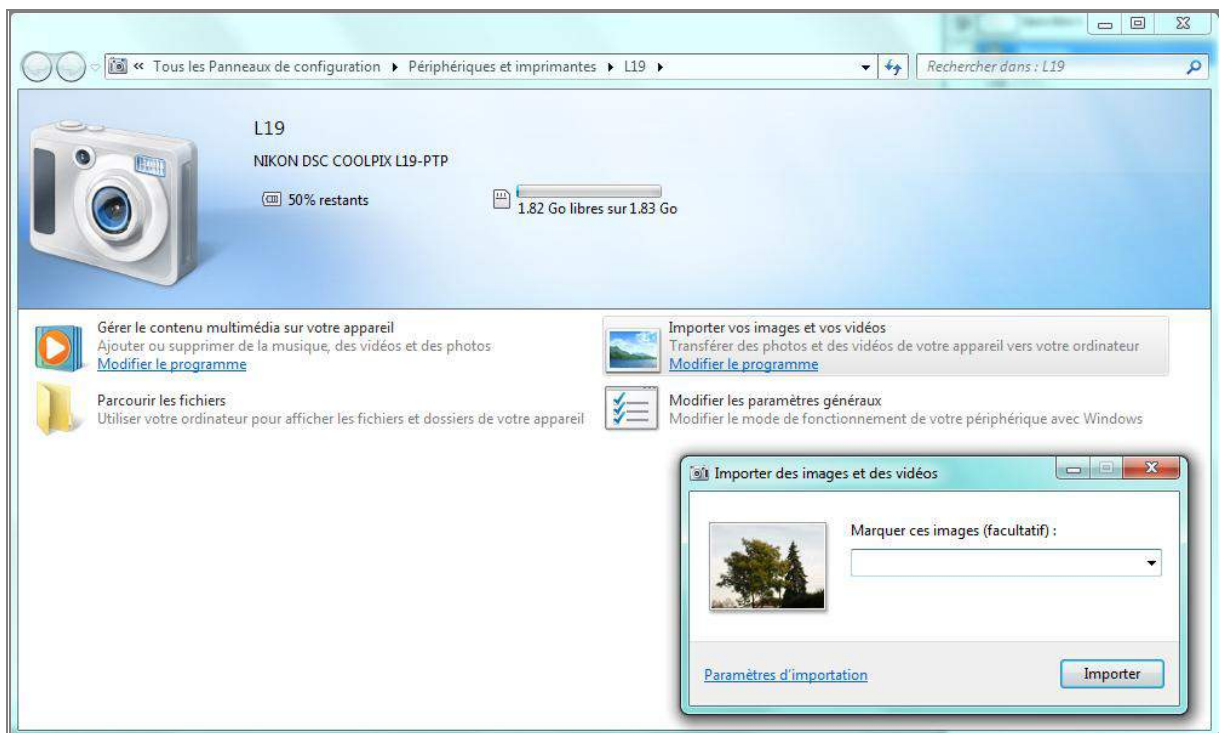 « Tous les Panneaux de configuration ▸ Périphériques et imprimantes ▸ L19 ▸
Rechercher dans : L19
L19
NIKON DSC COOLPIX L19-PTP
50% restants
1.82 Go libres sur 1.83 Go
Gérer le contenu multimédia sur votre appareil
Ajouter ou supprimer de la musique, des vidéos et des photos
Modifier le programme
Importer vos images et vos vidéos
Transférer des photos et des vidéos de votre appareil vers votre ordinateur
Modifier le programme
Parcourir les fichiers
Utiliser votre ordinateur pour afficher les fichiers et dossiers de votre appareil
Modifier les paramètres généraux
Modifier le mode de fonctionnement de votre périphérique avec Windows
Importer des images et des vidéos
Marquer ces images (facultatif) :
Paramètres d'importation
Importer